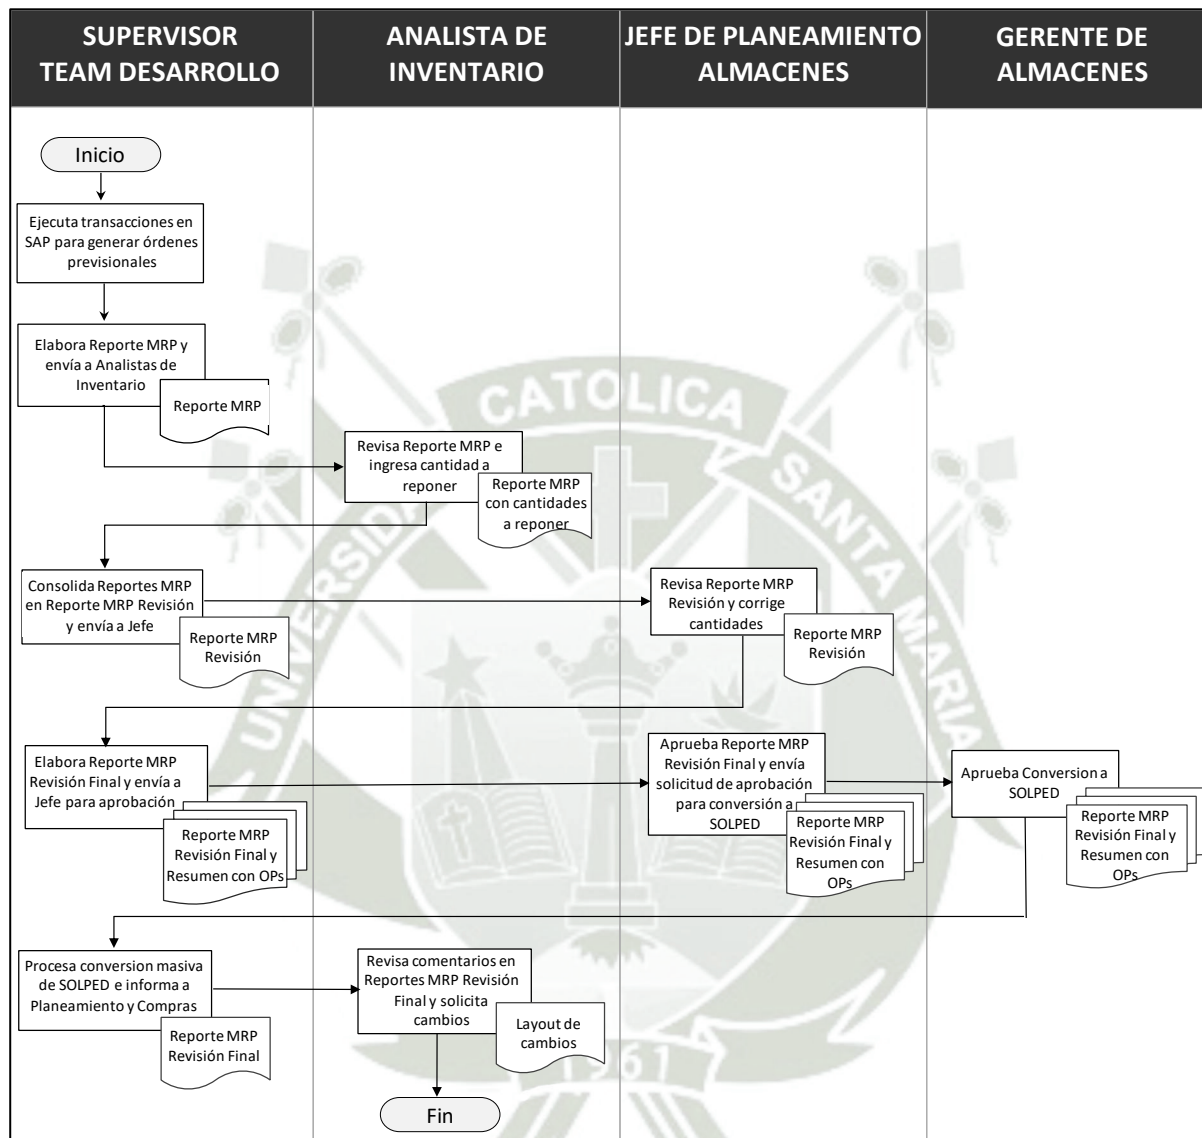 SUPERVISOR
TEAM DESARROLLO
ANALISTA DE
INVENTARIO
JEFE DE PLANEAMIENTO
ALMACENES
GERENTE DE
ALMACENES
Inicio
Ejecuta transacciones en
SAP para generar órdenes
previsionales
Elabora Reporte MRP y
envía a Analistas de
Inventario
Reporte MRP
Revisa Reporte MRP e
ingresa cantidad a
reponer
Reporte MRP
con cantidades
a reponer
Consolida Reportes MRP
en Reporte MRP Revisión
y envía a Jefe
Reporte MRP
Revisión
Revisa Reporte MRP
Revisión y corrige
cantidades
Reporte MRP
Revisión
Elabora Reporte MRP
Revisión Final y envía a
Jefe para aprobación
Reporte MRP
Revisión Final y
Resumen con OPs
Aprueba Reporte MRP
Revisión Final y envía
solicitud de aprobación
para conversión a
SOLPED
Reporte MRP
Revisión Final y
Resumen con
OPs
Aprueba Conversion a
SOLPED
Reporte MRP
Revisión Final y
Resumen con
OPs
Procesa conversion masiva
de SOLPED e informa a
Planeamiento y Compras
Reporte MRP
Revisión Final
Revisa comentarios en
Reportes MRP Revisión
Final y solicita
cambios
Layout de
cambios
Fin
CATOLICA
SANTA MARIA
1961